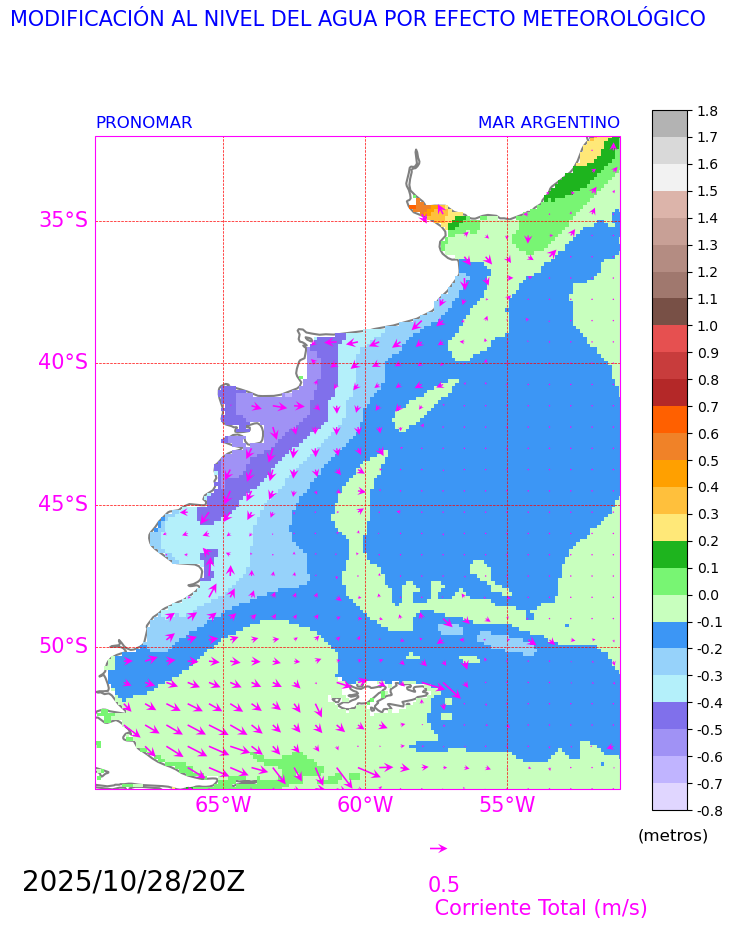 MODIFICACIÓN AL NIVEL DEL AGUA POR EFECTO METEOROLÓGICO
PRONOMAR
MAR ARGENTINO
35°S
40°S
45°S
50°S
65°W
60°W
55°W
1.8
1.7
1.6
1.5
1.4
1.3
1.2
1.1
1.0
0.9
0.8
0.7
0.6
0.5
0.4
0.3
0.2
0.1
0.0
-0.1
-0.2
-0.3
-0.4
-0.5
-0.6
-0.7
-0.8
(metros)
2025/10/28/20Z
0.5
Corriente Total (m/s)